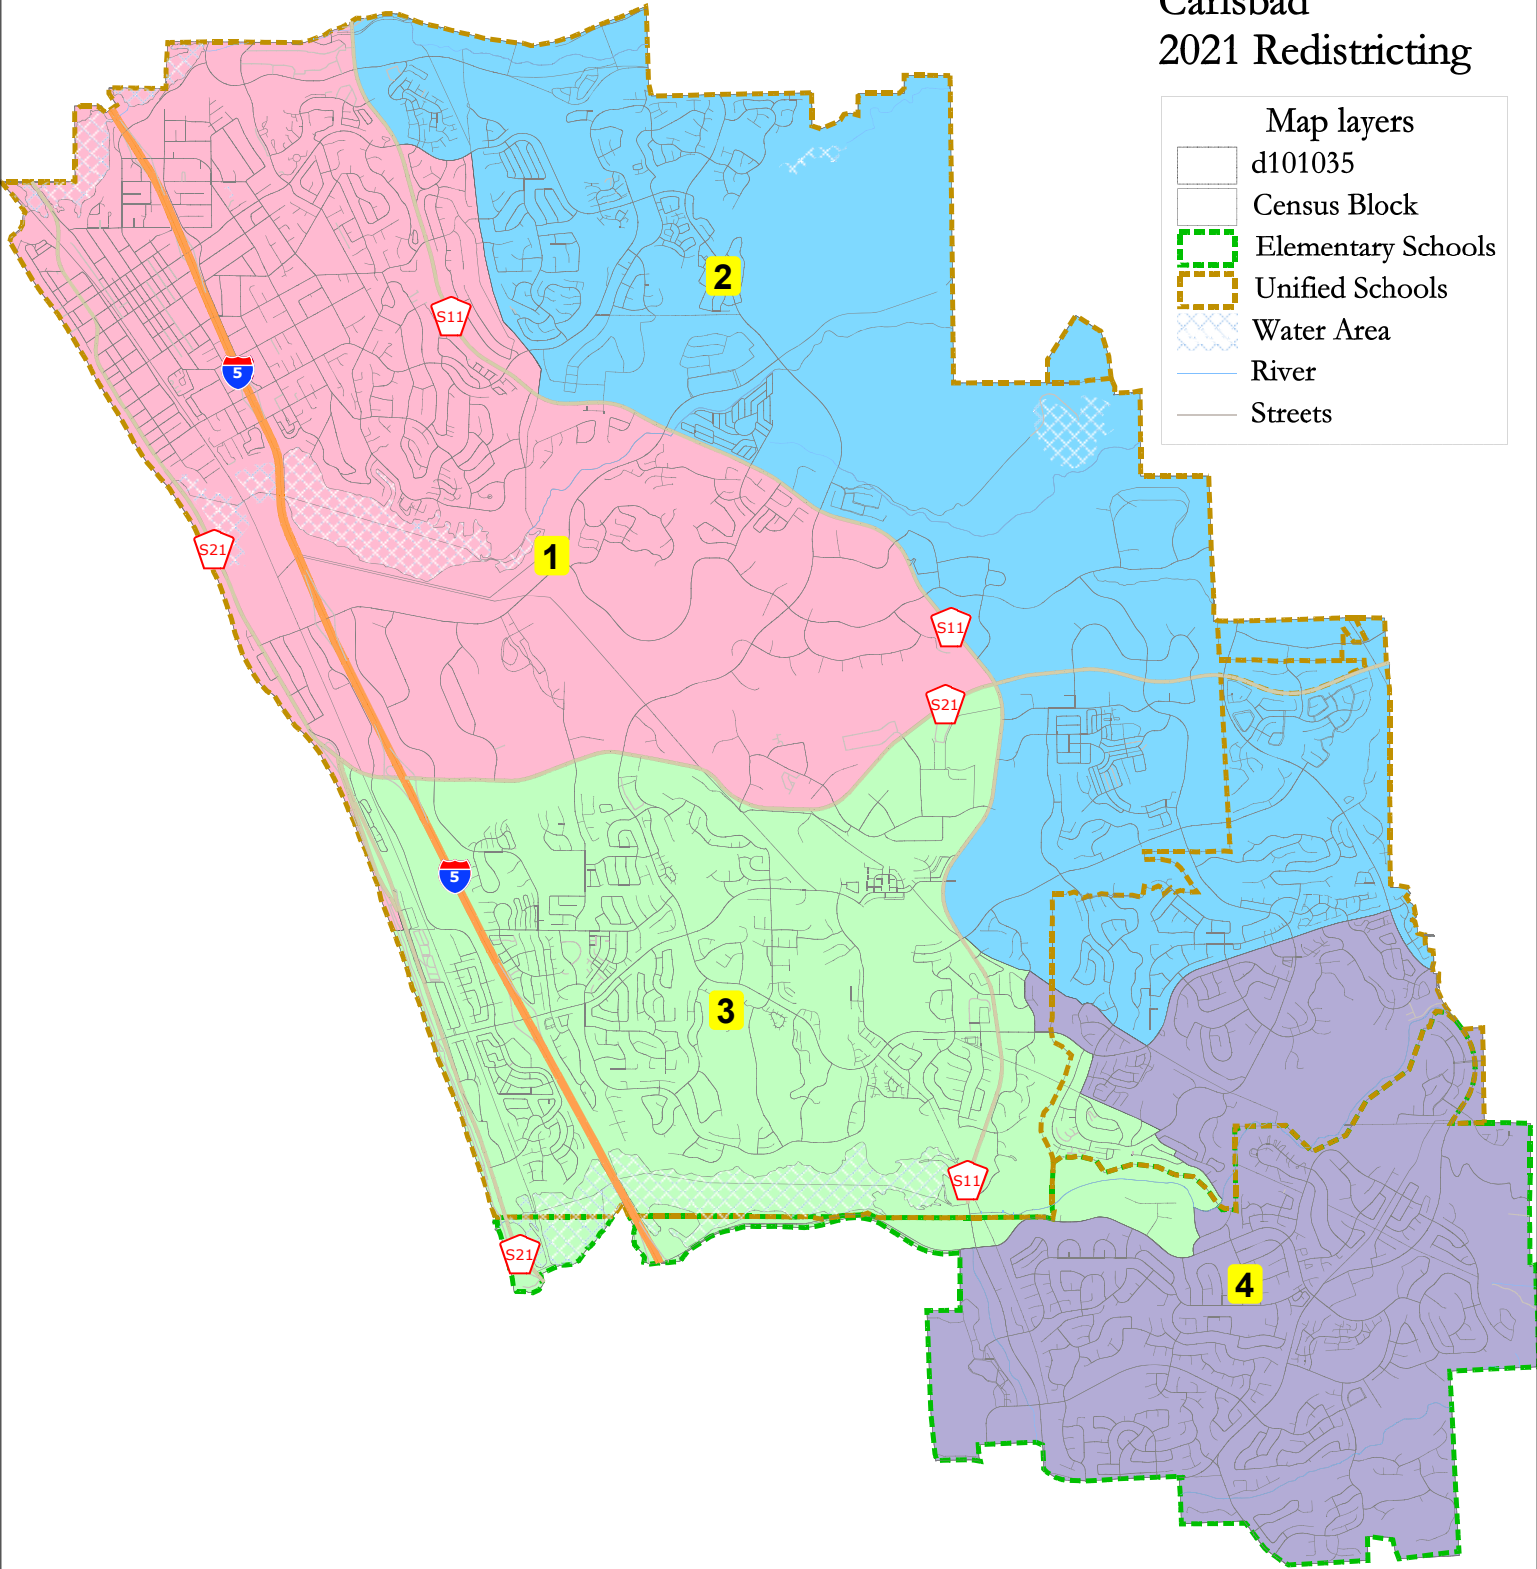 Carlsbad
2021 Redistricting
Map layers
d101035
Census Block
Elementary Schools
Unified Schools
Water Area
River
Streets
2
S11
5
S21
1
S11
S21
5
3
S11
S21
4